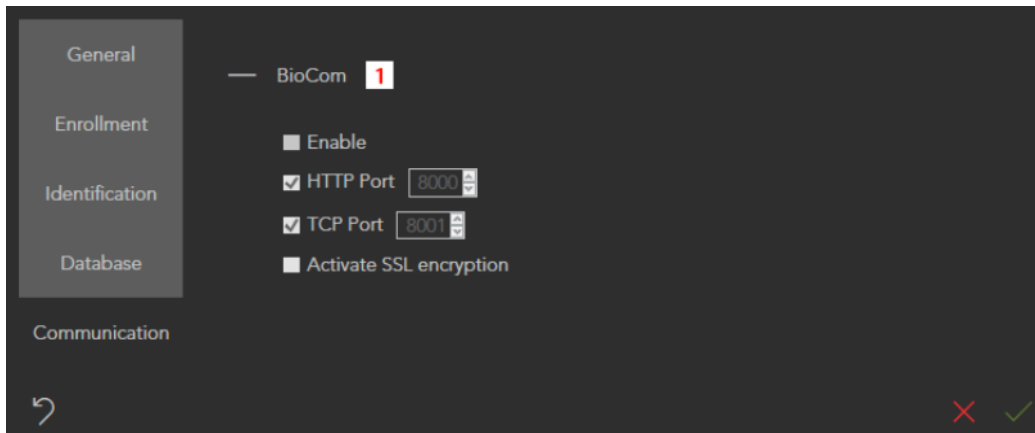 General
Enrollment
Identification
Database
Communication
BioCom 1
Enable
HTTP Port 8000
TCP Port 8001
Activate SSL encryption